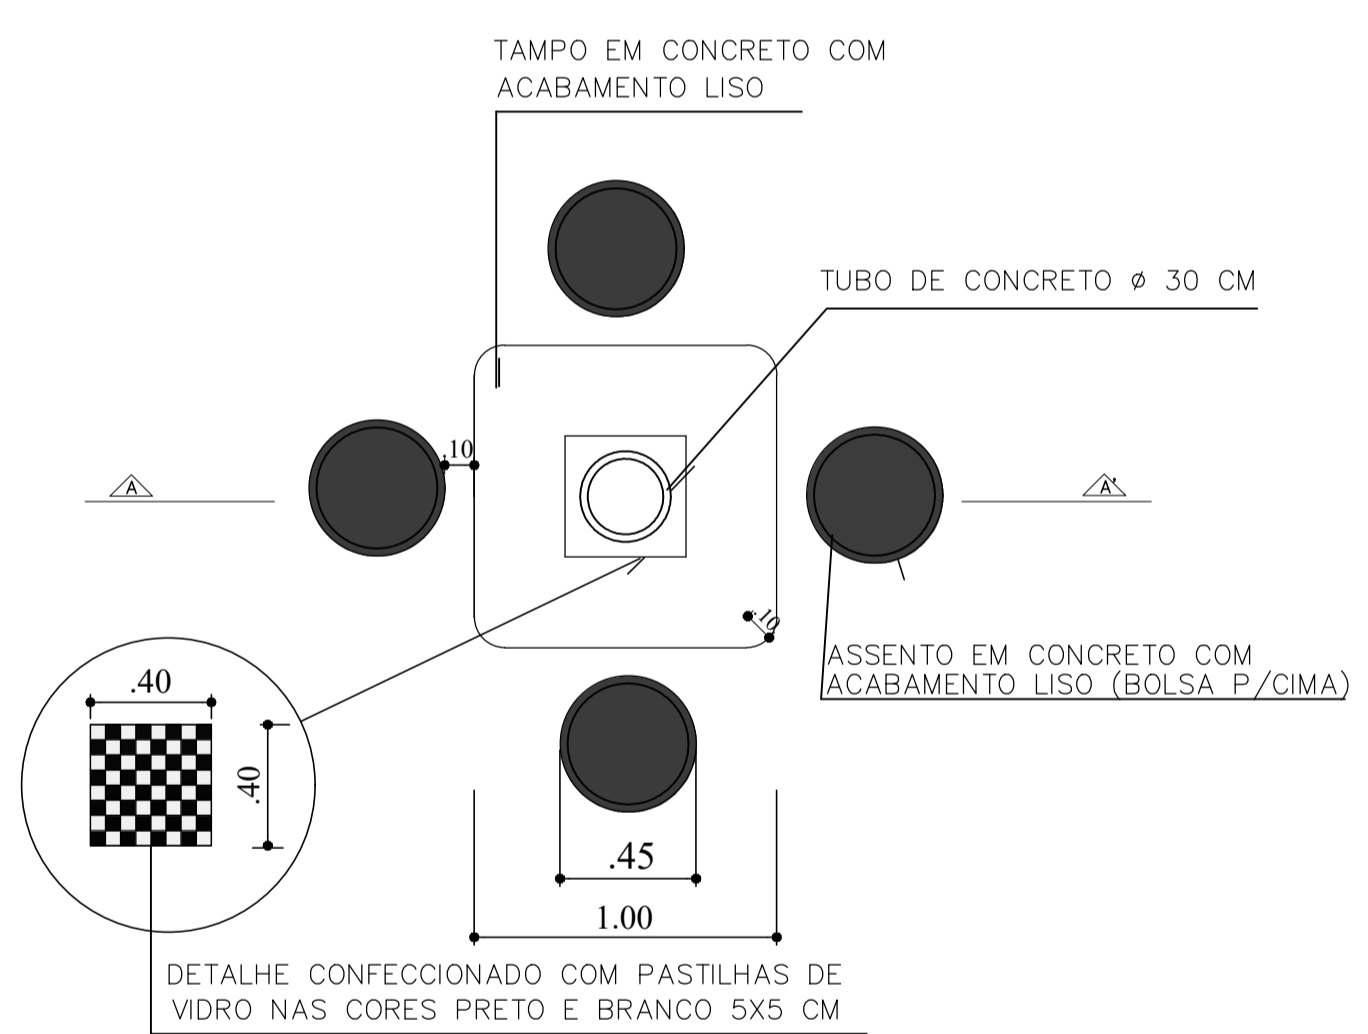 TAMPO EM CONCRETO COM
ACABAMENTO LISO
TUBO DE CONCRETO ø 30 CM
.10
A
A'
.10
ASSENTO EM CONCRETO COM
ACABAMENTO LISO (BOLSA P/CIMA)
.40
.40
.45
1.00
DETALHE CONFECCIONADO COM PASTILHAS DE
VIDRO NAS CORES PRETO E BRANCO 5X5 CM